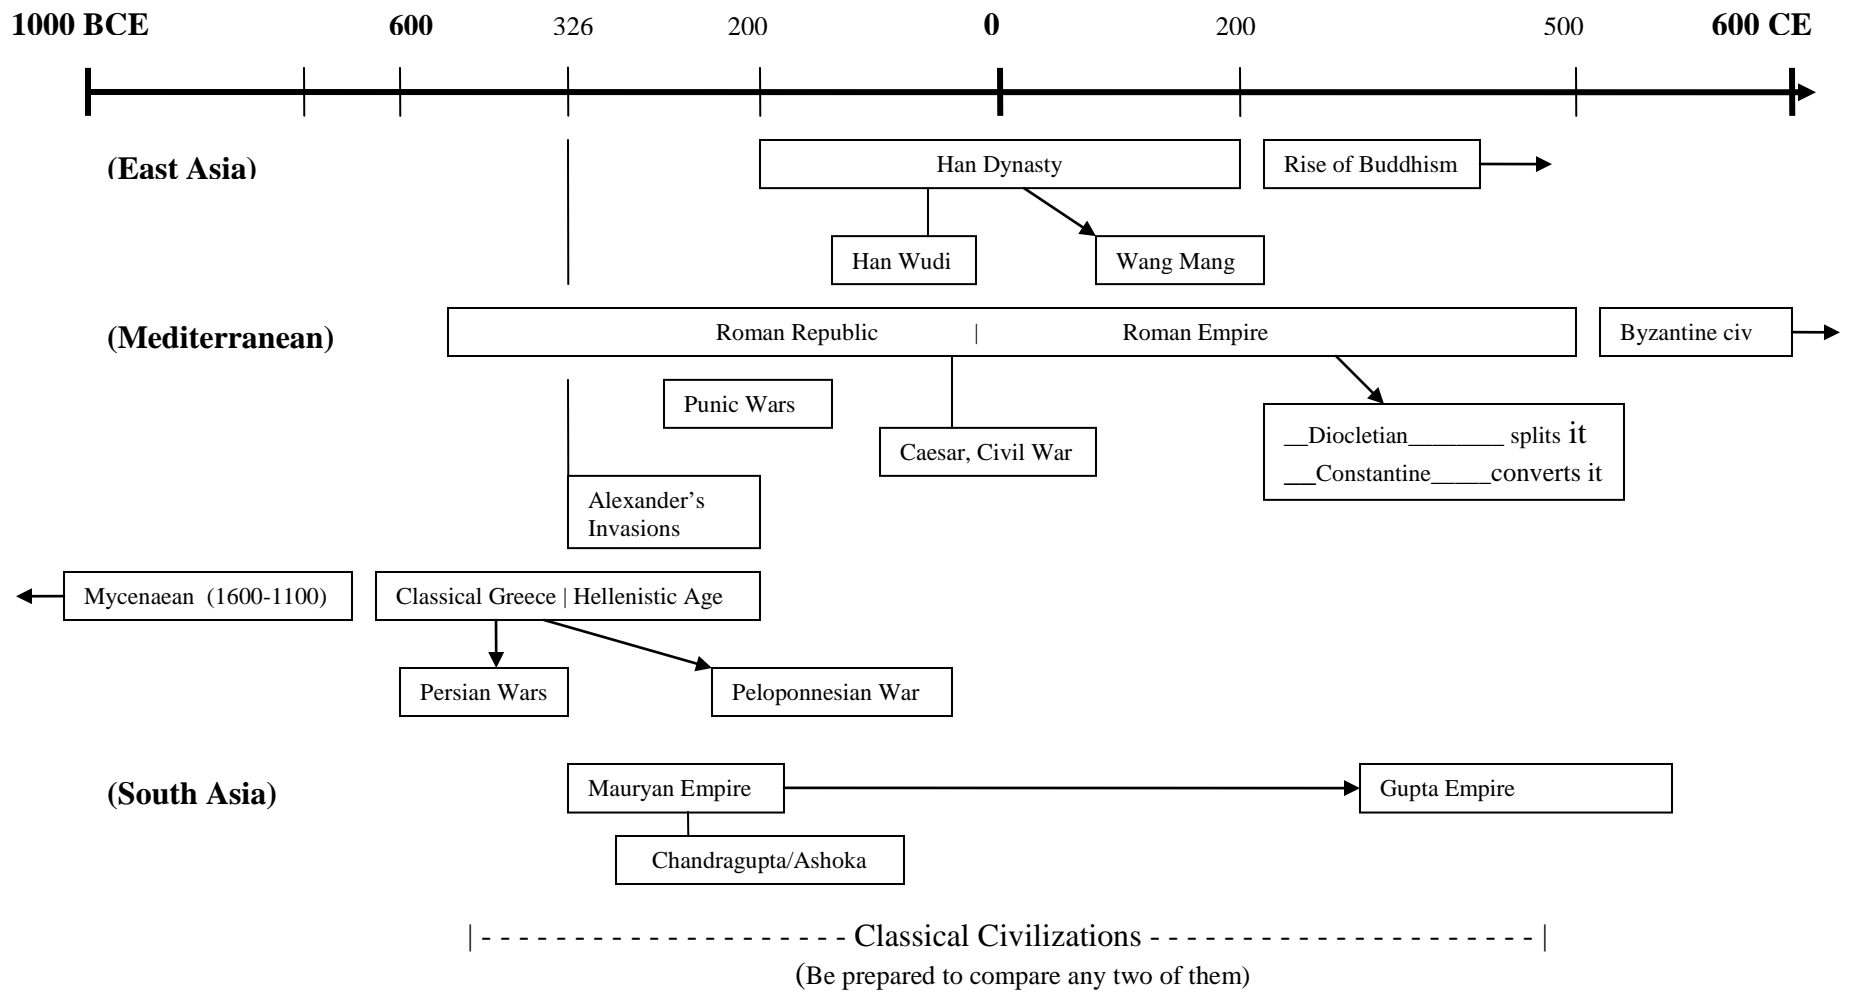 1000 BCE 600 326 200 0 200 500 600 CE
(East Asia)
Han Dynasty
Rise of Buddhism
Han Wudi
Wang Mang
(Mediterranean)
Roman Republic | Roman Empire
Byzantine civ
Punic Wars
Caesar, Civil War
__Diocletian________ splits it
__Constantine_____converts it
Alexander’s
Invasions
Mycenaean (1600-1100)
Classical Greece | Hellenistic Age
Persian Wars
Peloponnesian War
(South Asia)
Mauryan Empire
Gupta Empire
Chandragupta/Ashoka
|- - - - - - - - - - - - - - - - - - - - Classical Civilizations - - - - - - - - - - - - - - - - - - - - - |
(Be prepared to compare any two of them)